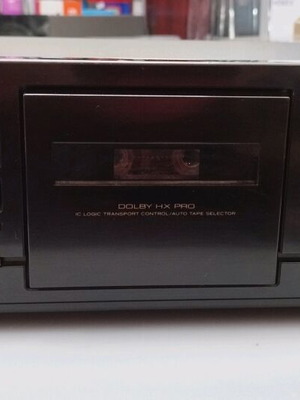 DOLBY HX PRO
IC LOGIC TRANSPORT CONTROL/AUTO TAPE SELECTOR